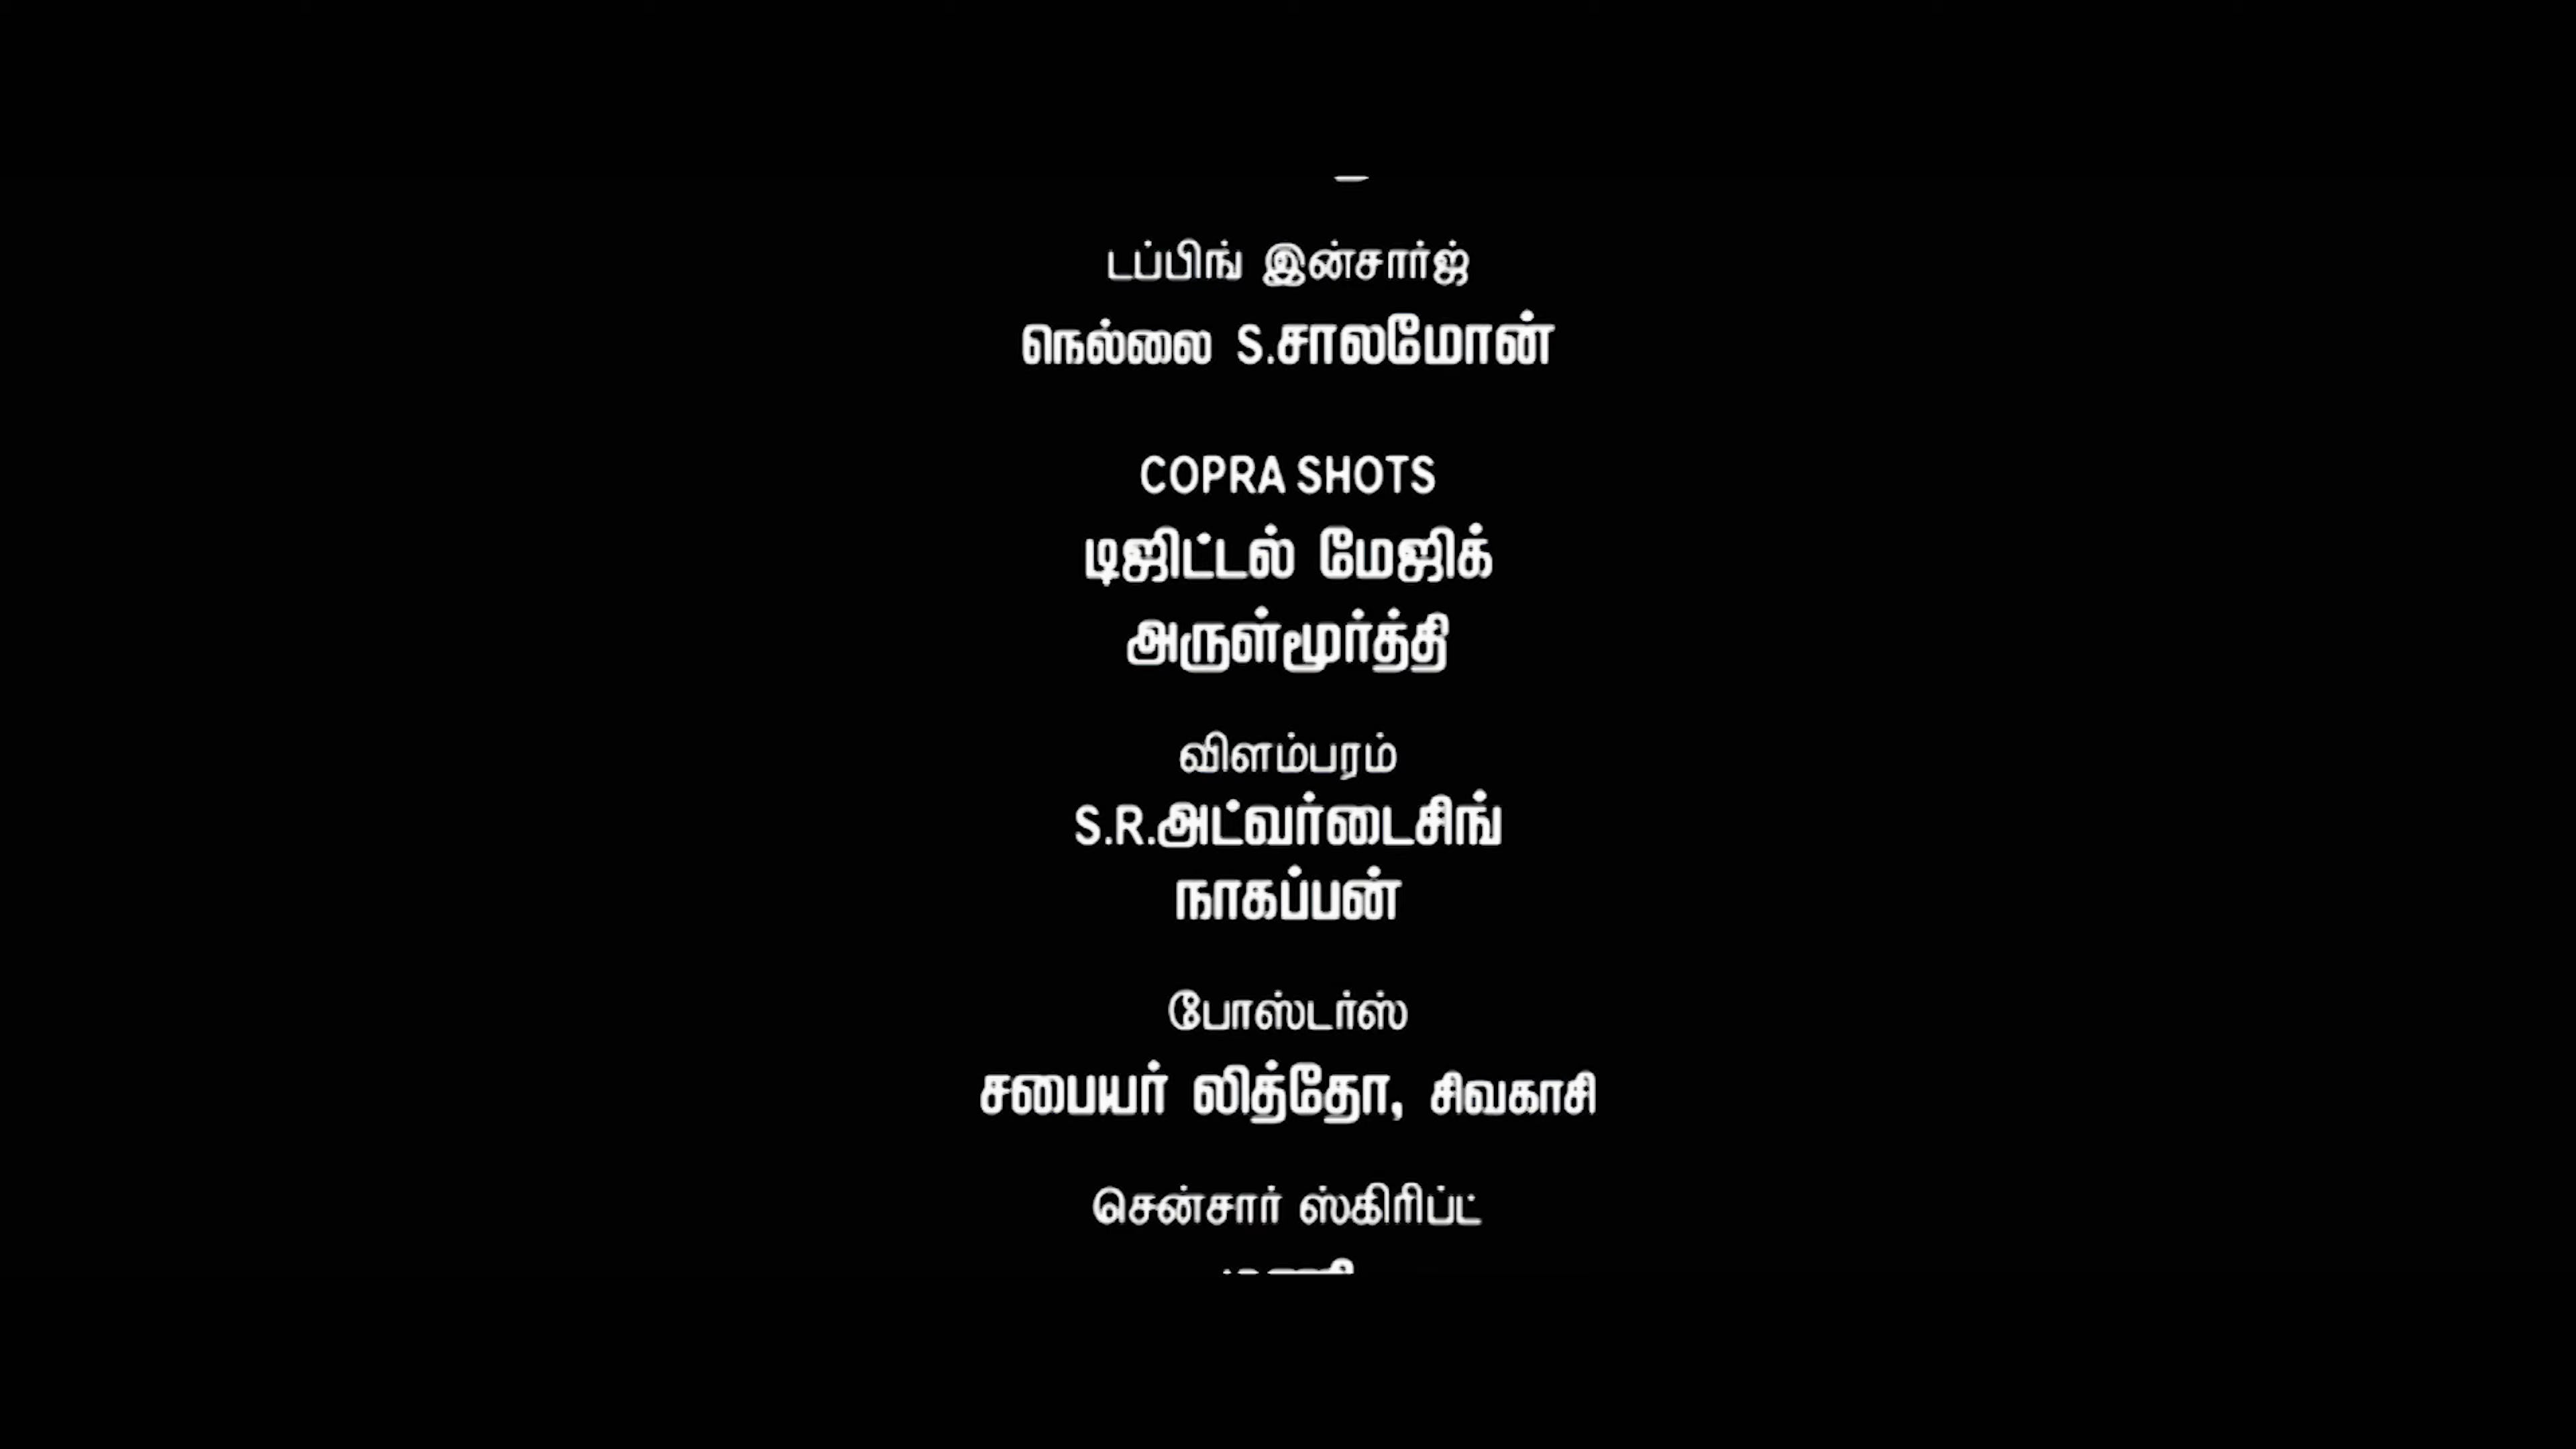 டப்பிங் இன்சார்ஜ்
நெல்லை S.சாலமோன்
COPRA SHOTS
டிஜிட்டல் மேஜிக்
அருள்மூர்த்தி
விளம்பரம்
S.R.அட்வர்டைசிங்
நாகப்பன்
போஸ்டர்ஸ்
சபையர் லித்தோ, சிவகாசி
சென்சார் ஸ்கிரிப்ட்